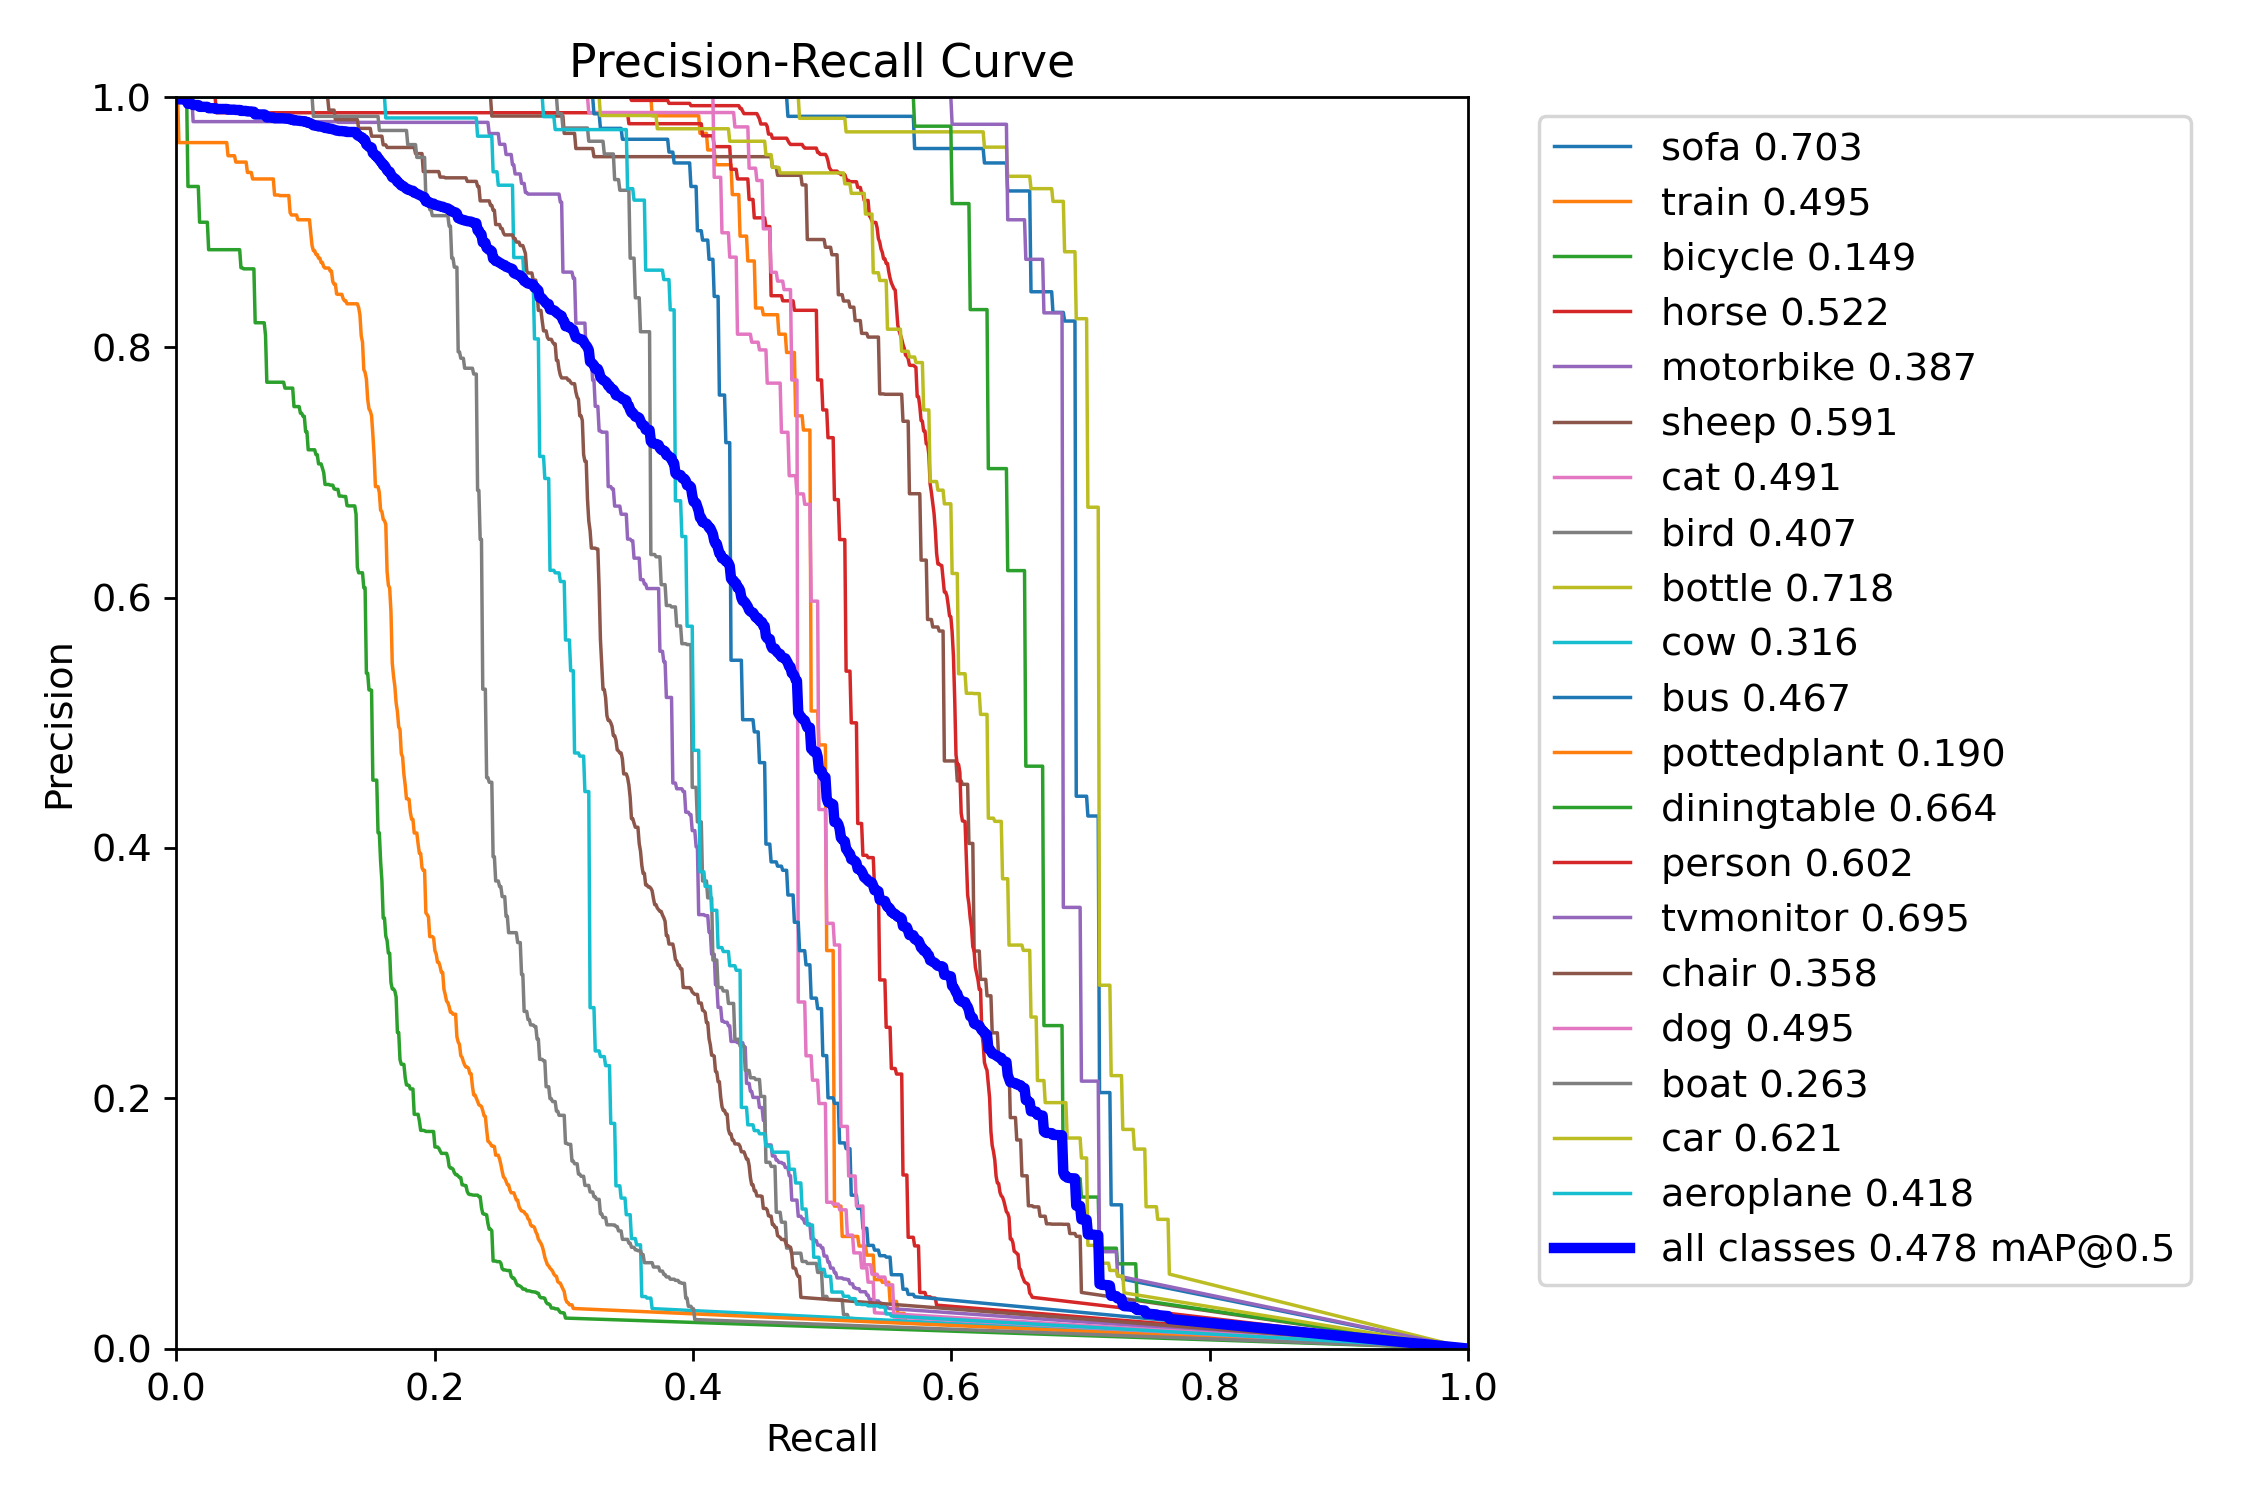 Precision-Recall Curve
1.0
0.8
0.6
0.4
0.2
0.0
Precision
0.0 0.2 0.4 0.6 0.8 1.0
Recall
sofa 0.703
train 0.495
bicycle 0.149
horse 0.522
motorbike 0.387
sheep 0.591
cat 0.491
bird 0.407
bottle 0.718
cow 0.316
bus 0.467
pottedplant 0.190
diningtable 0.664
person 0.602
tvmonitor 0.695
chair 0.358
dog 0.495
boat 0.263
car 0.621
aeroplane 0.418
all classes 0.478 mAP@0.5